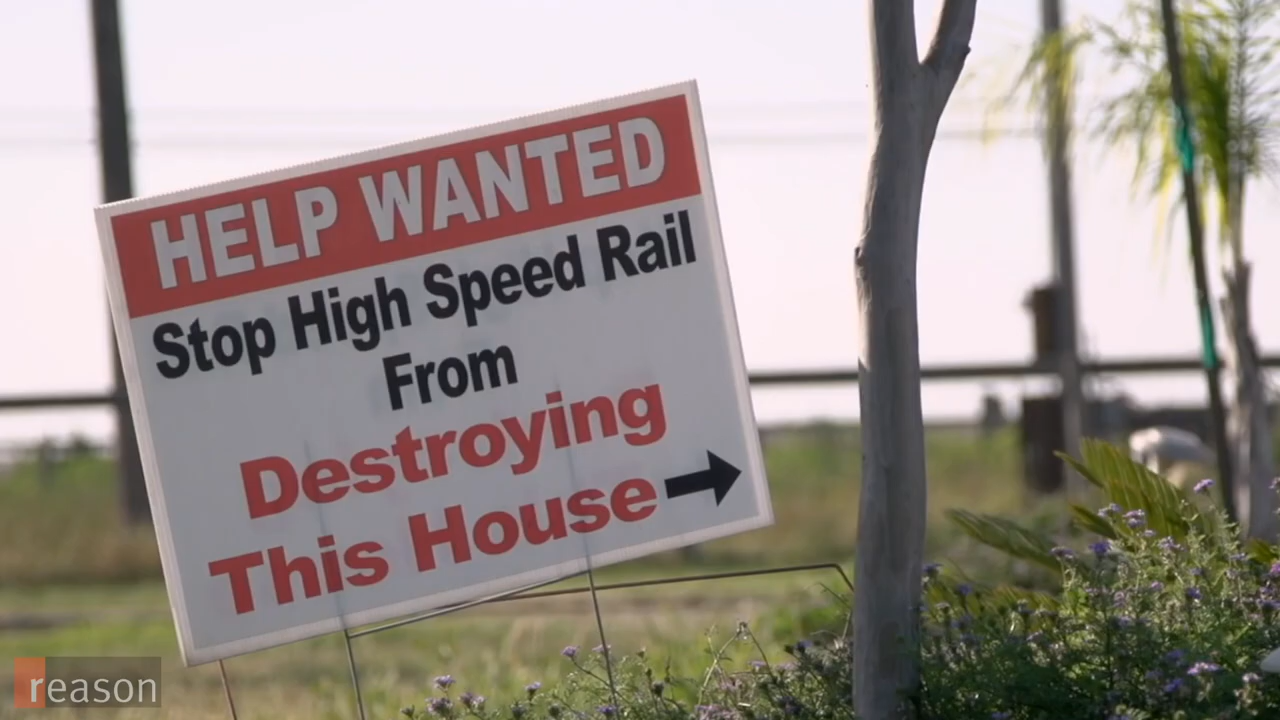 HELP WANTED
Stop High Speed Rail
From
Destroying
This House
reason